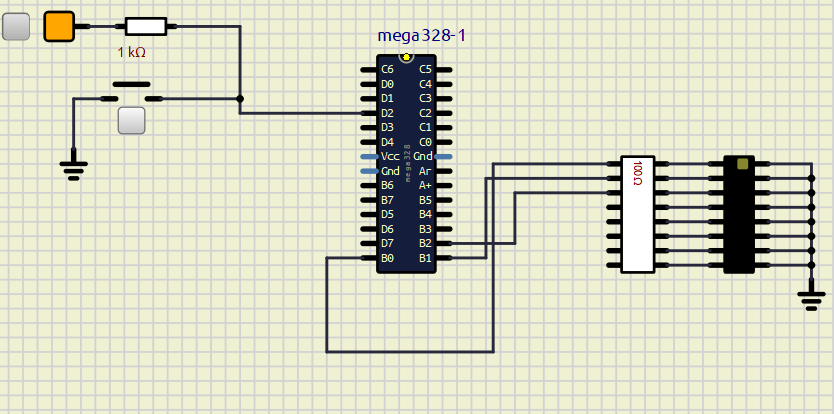 mega328-1
1 kΩ
C6 C5
D0 C4
D1 C3
D2 C2
D3 C1
D4 C0
Vcc Gnd
Gnd Ar
B6 A+
B7 B5
D5 B4
D6 B3
D7 B2
B0 B1
mega328
100Ω